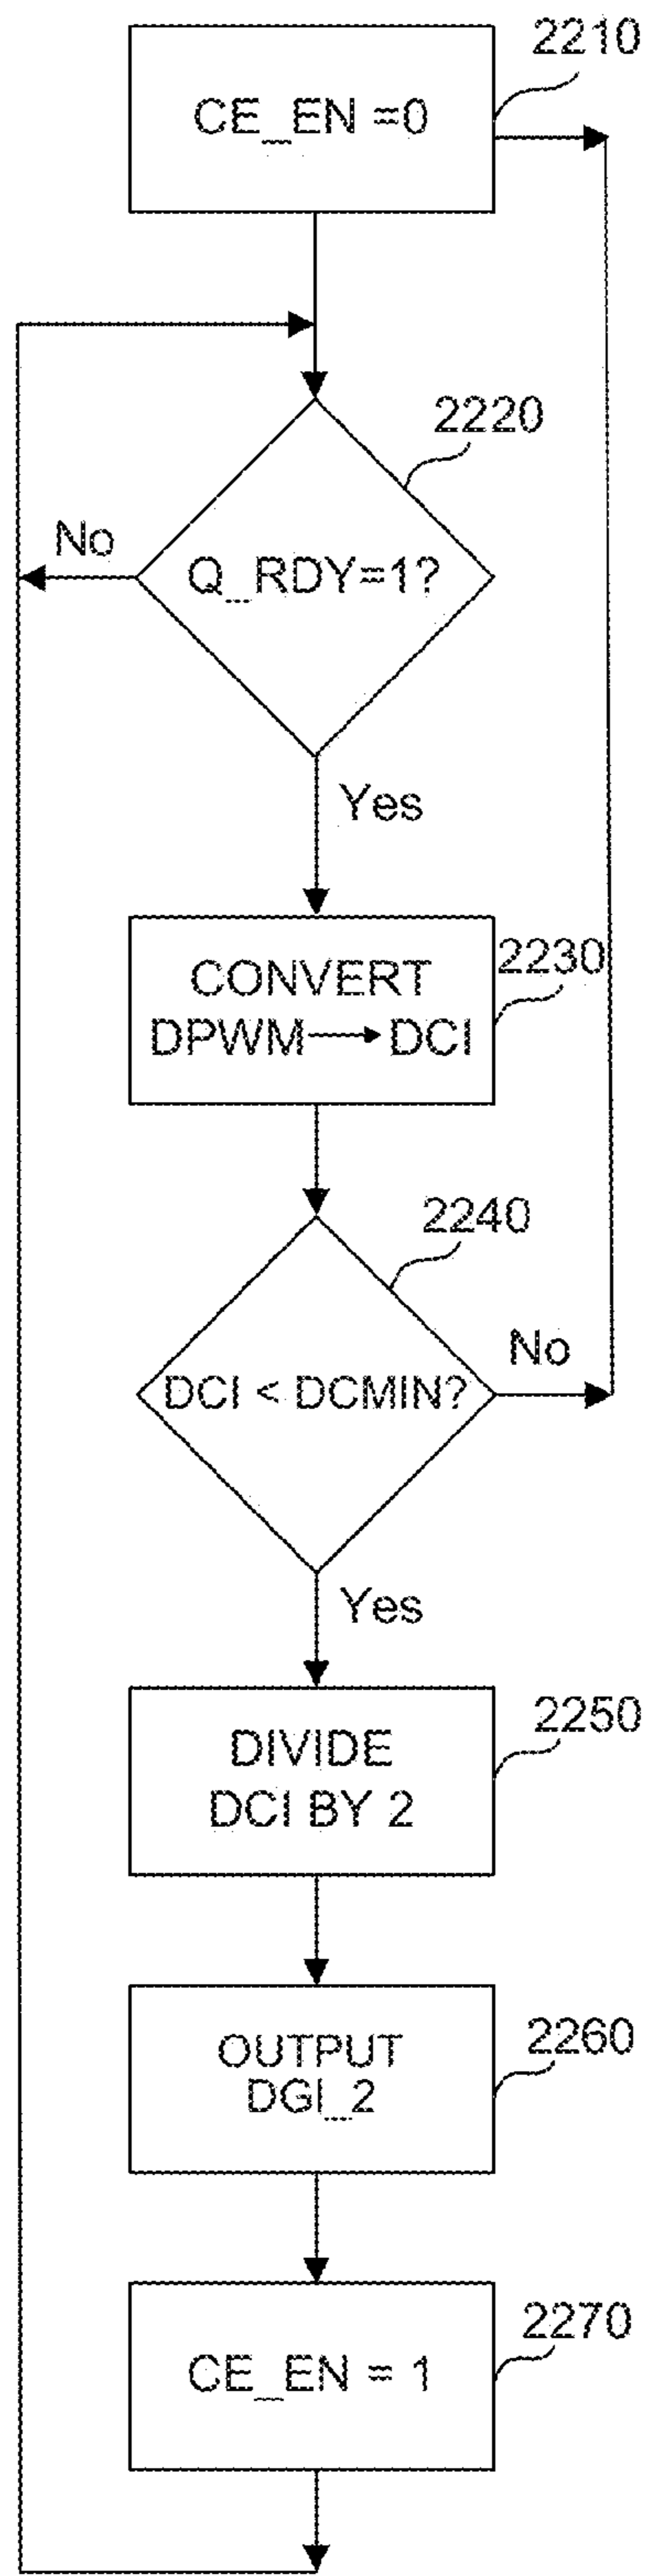 2210
CE_EN =0
2220
No
Q_RDY=1?
Yes
2230
CONVERT
DPWM → DCI
2240
No
DCI < DCMIN?
Yes
2250
DIVIDE
DCI BY 2
2260
OUTPUT
DGI_2
2270
CE_EN = 1